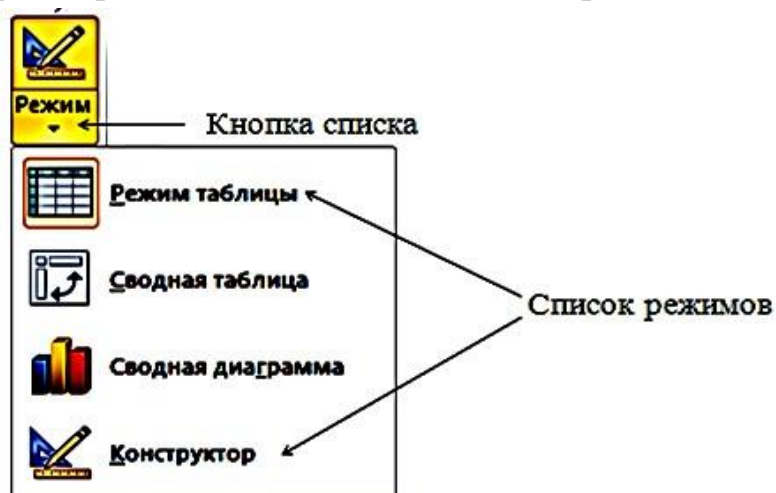 Режим
Кнопка списка
Режим таблицы
Сводная таблица
Список режимов
Сводная диаграмма
Конструктор